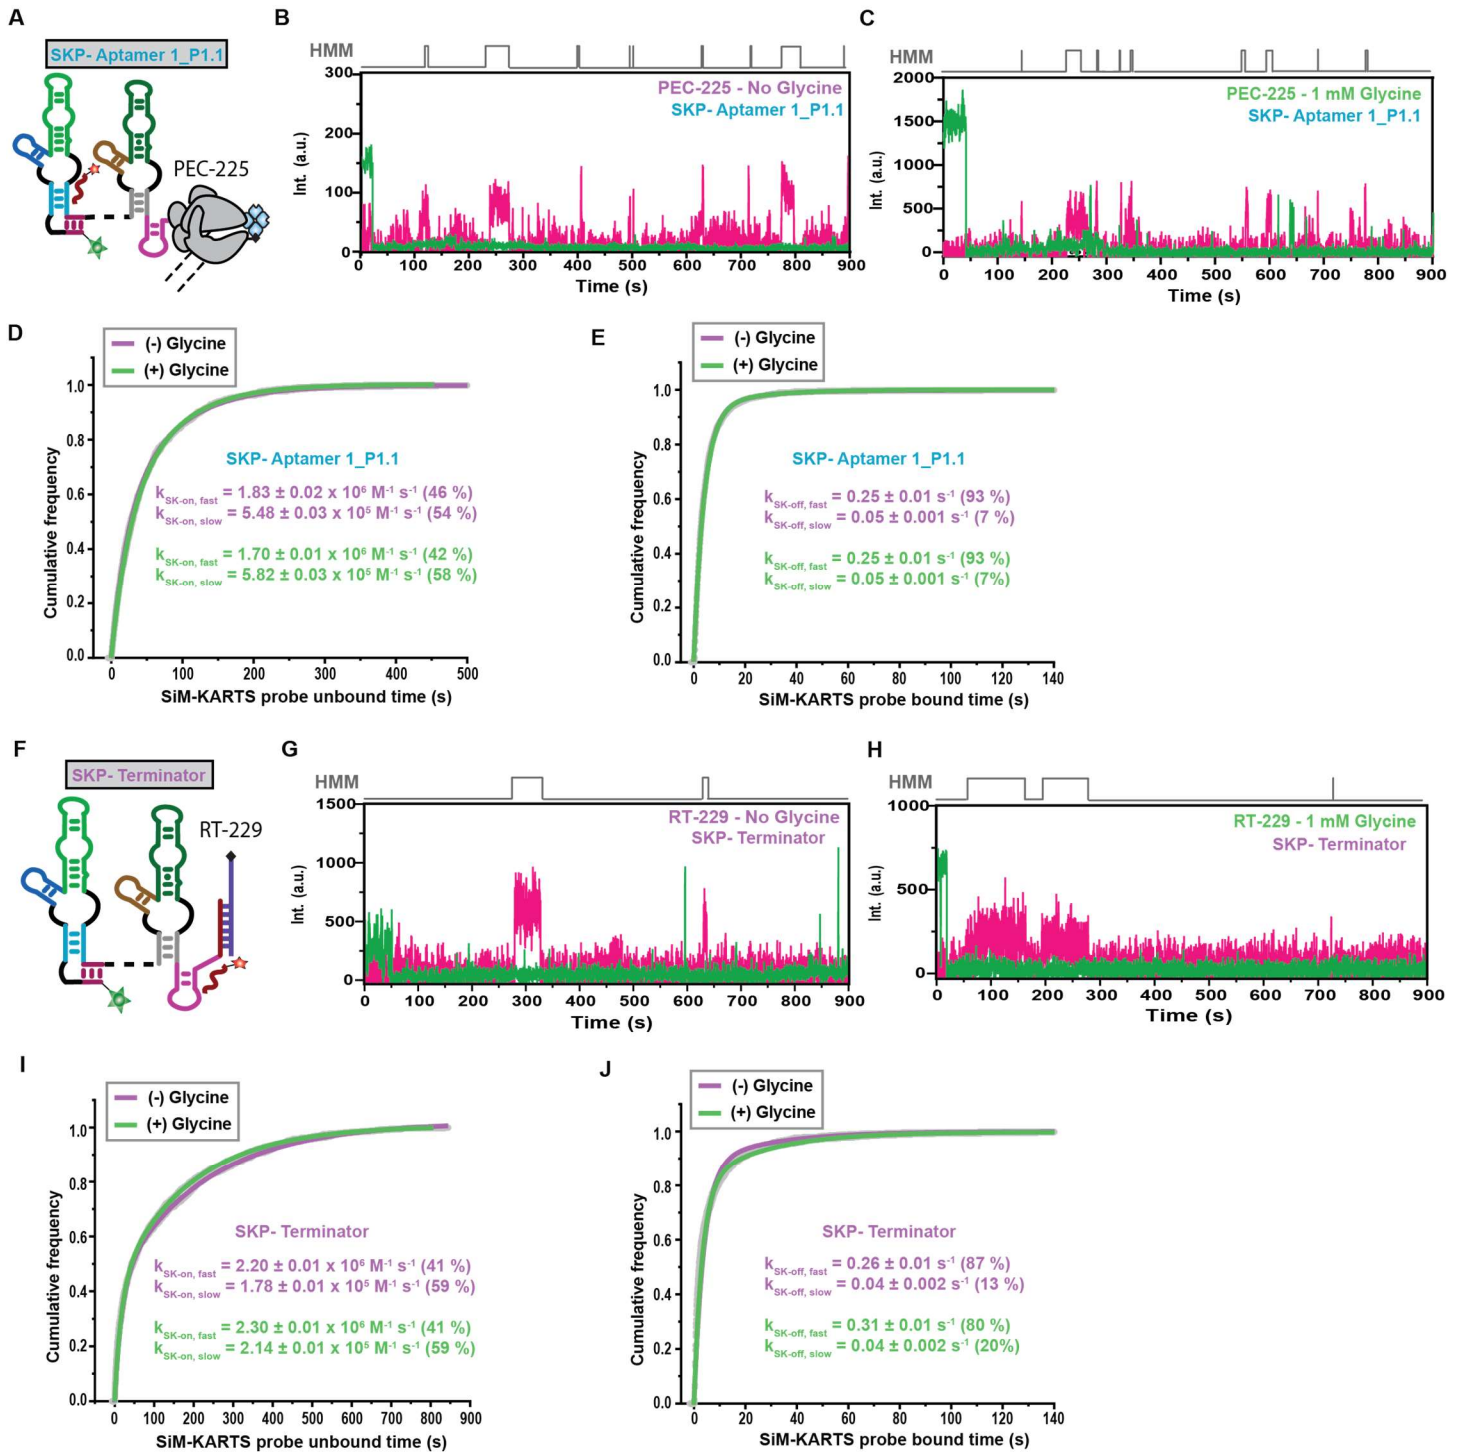 A
SKP- Aptamer 1_P1.1
PEC-225
B
HMM
PEC-225 - No Glycine
SKP- Aptamer 1_P1.1
Int. (a.u.)
300
200
100
0
0 100 200 300 400 500 600 700 800 900
Time (s)
C
HMM
PEC-225 - 1 mM Glycine
SKP- Aptamer 1_P1.1
Int. (a.u.)
2000
1500
1000
500
0
0 100 200 300 400 500 600 700 800 900
Time (s)
D
(-) Glycine
(+) Glycine
Cumulative frequency
1.0
0.8
0.6
0.4
0.2
0.0
SKP- Aptamer 1_P1.1
kSK-on, fast = 1.83 ± 0.02 x 10⁶ M⁻¹ s⁻¹ (46 %)
kSK-on, slow = 5.48 ± 0.03 x 10⁵ M⁻¹ s⁻¹ (54 %)
kSK-on, fast = 1.70 ± 0.01 x 10⁶ M⁻¹ s⁻¹ (42 %)
kSK-on, slow = 5.82 ± 0.03 x 10⁵ M⁻¹ s⁻¹ (58 %)
0 100 200 300 400 500
SiM-KARTS probe unbound time (s)
E
(-) Glycine
(+) Glycine
Cumulative frequency
1.0
0.8
0.6
0.4
0.2
0.0
SKP- Aptamer 1_P1.1
kSK-off, fast = 0.25 ± 0.01 s⁻¹ (93 %)
kSK-off, slow = 0.05 ± 0.001 s⁻¹ (7 %)
kSK-off, fast = 0.25 ± 0.01 s⁻¹ (93 %)
kSK-off, slow = 0.05 ± 0.001 s⁻¹ (7%)
0 20 40 60 80 100 120 140
SiM-KARTS probe bound time (s)
F
SKP- Terminator
RT-229
G
HMM
RT-229 - No Glycine
SKP- Terminator
Int. (a.u.)
1500
1000
500
0
0 100 200 300 400 500 600 700 800 900
Time (s)
H
HMM
RT-229 - 1 mM Glycine
SKP- Terminator
Int. (a.u.)
1000
500
0
0 100 200 300 400 500 600 700 800 900
Time (s)
I
(-) Glycine
(+) Glycine
Cumulative frequency
1.0
0.8
0.6
0.4
0.2
0.0
SKP- Terminator
kSK-on, fast = 2.20 ± 0.01 x 10⁶ M⁻¹ s⁻¹ (41 %)
kSK-on, slow = 1.78 ± 0.01 x 10⁵ M⁻¹ s⁻¹ (59 %)
kSK-on, fast = 2.30 ± 0.01 x 10⁶ M⁻¹ s⁻¹ (41 %)
kSK-on, slow = 2.14 ± 0.01 x 10⁵ M⁻¹ s⁻¹ (59 %)
0 100 200 300 400 500 600 700 800 900
SiM-KARTS probe unbound time (s)
J
(-) Glycine
(+) Glycine
Cumulative frequency
1.0
0.8
0.6
0.4
0.2
0.0
SKP- Terminator
kSK-off, fast = 0.26 ± 0.01 s⁻¹ (87 %)
kSK-off, slow = 0.04 ± 0.002 s⁻¹ (13 %)
kSK-off, fast = 0.31 ± 0.01 s⁻¹ (80 %)
kSK-off, slow = 0.04 ± 0.002 s⁻¹ (20%)
0 20 40 60 80 100 120 140
SiM-KARTS probe bound time (s)